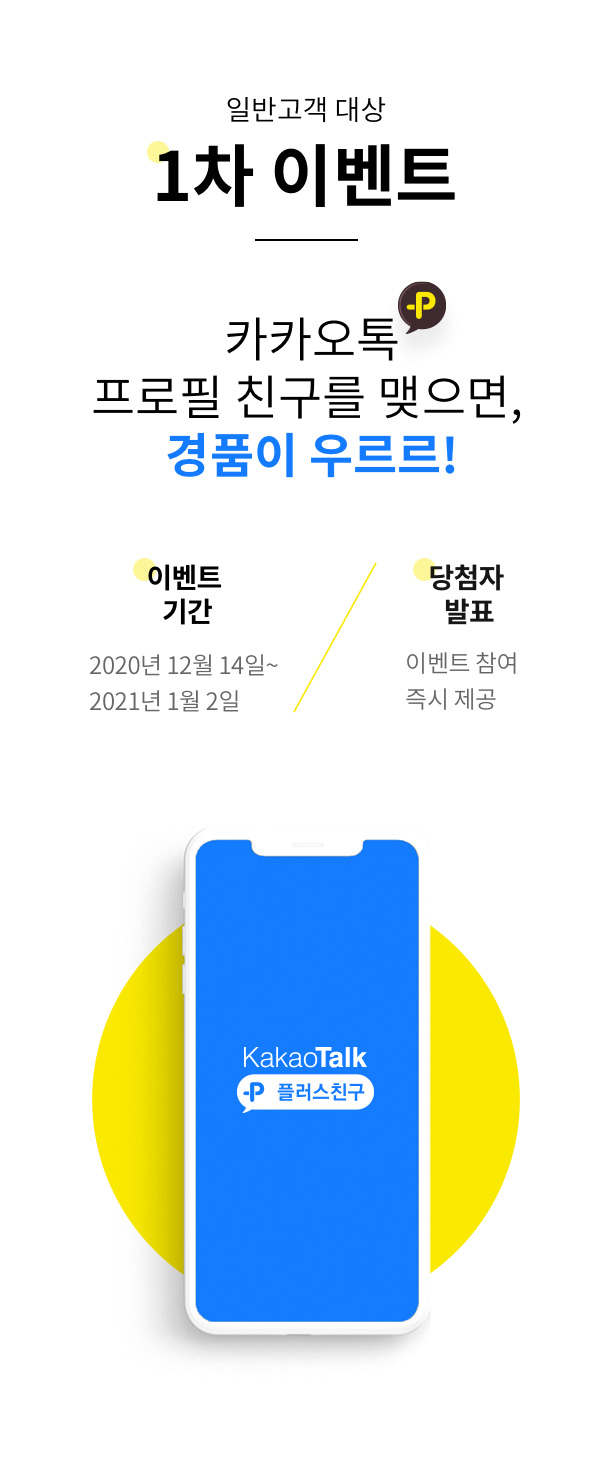 일반고객 대상
1차 이벤트
카카오톡
프로필 친구를 맺으면,
경품이 우르르!
이벤트
기간
2020년 12월 14일~
2021년 1월 2일
당첨자
발표
이벤트 참여
즉시 제공
KakaoTalk
플러스친구